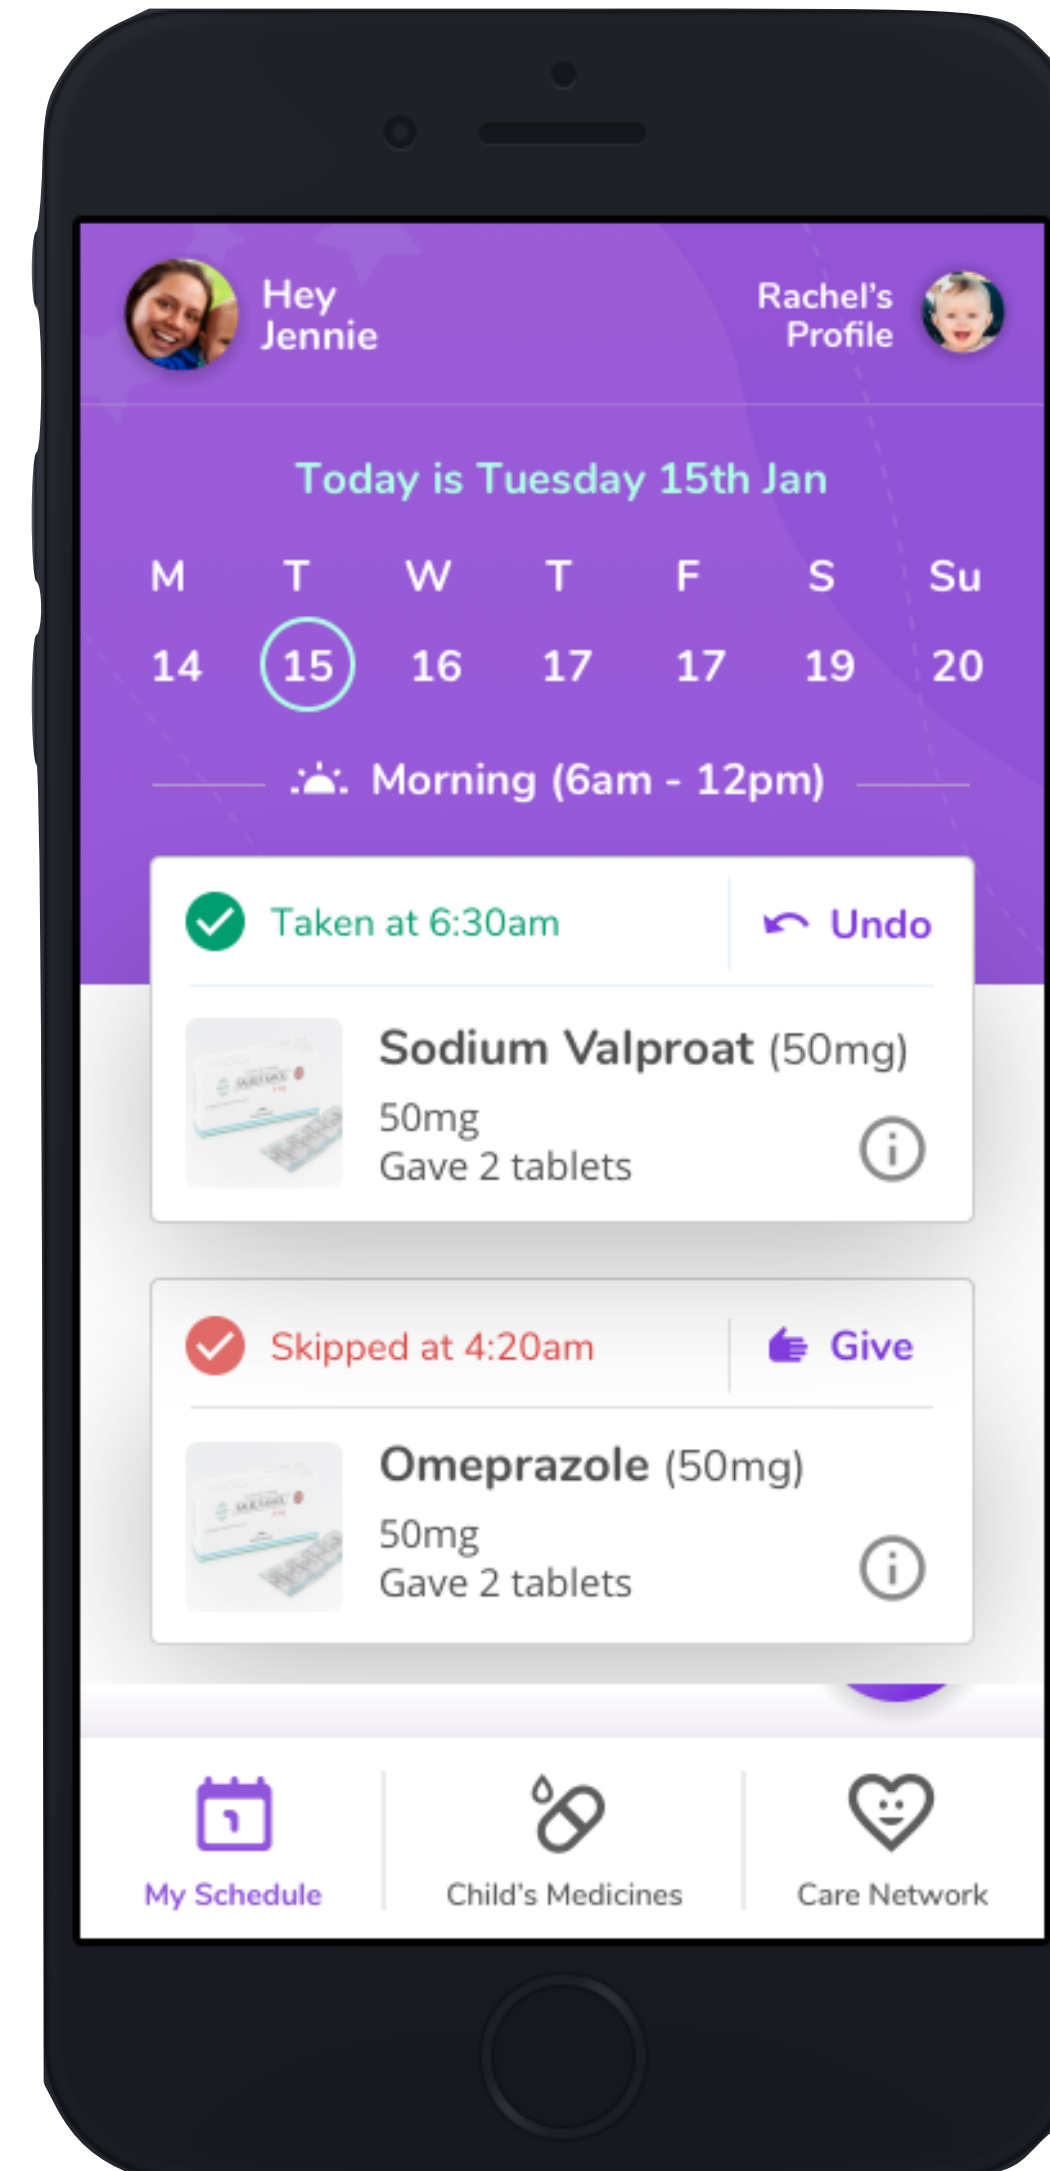 Hey
Jennie
Rachel's
Profile
Today is Tuesday 15th Jan
M T W T F S Su
14 15 16 17 17 19 20
Morning (6am - 12pm)
Taken at 6:30am
Undo
Sodium Valproat (50mg)
50mg
Gave 2 tablets
Skipped at 4:20am
Give
Omeprazole (50mg)
50mg
Gave 2 tablets
My Schedule
Child's Medicines
Care Network